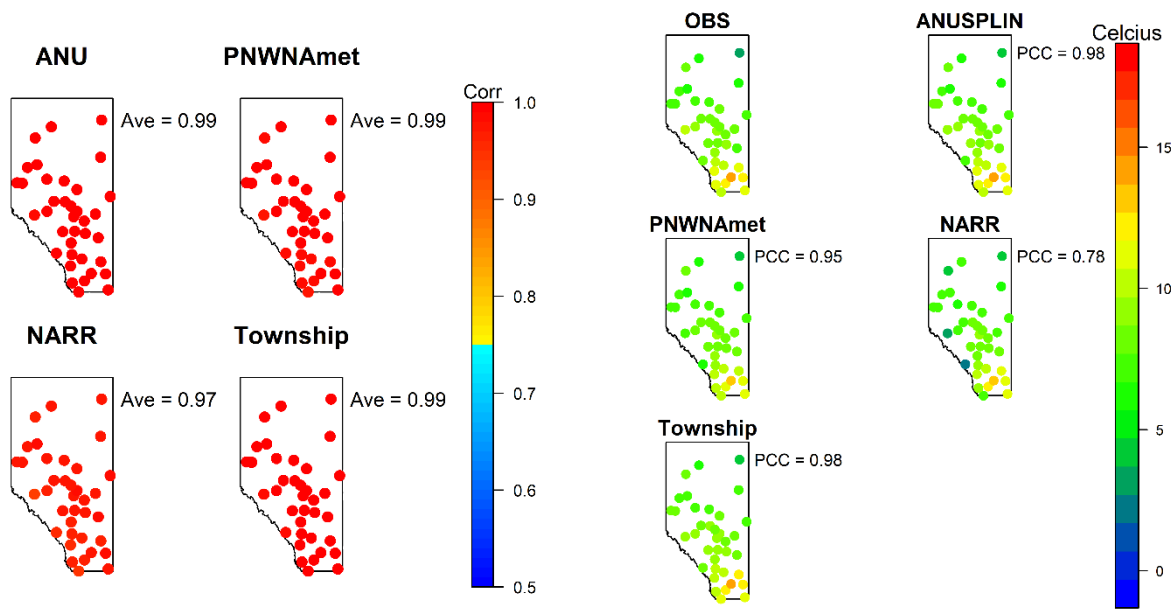 ANU PNWNAmet
Ave = 0.99 Ave = 0.99
NARR Township
Ave = 0.97 Ave = 0.99
Corr
1.0
0.9
0.8
0.7
0.6
0.5
OBS ANUSPLIN
PCC = 0.98
PNWNAmet NARR
PCC = 0.95 PCC = 0.78
Township
PCC = 0.98
Celcius
15
10
5
0